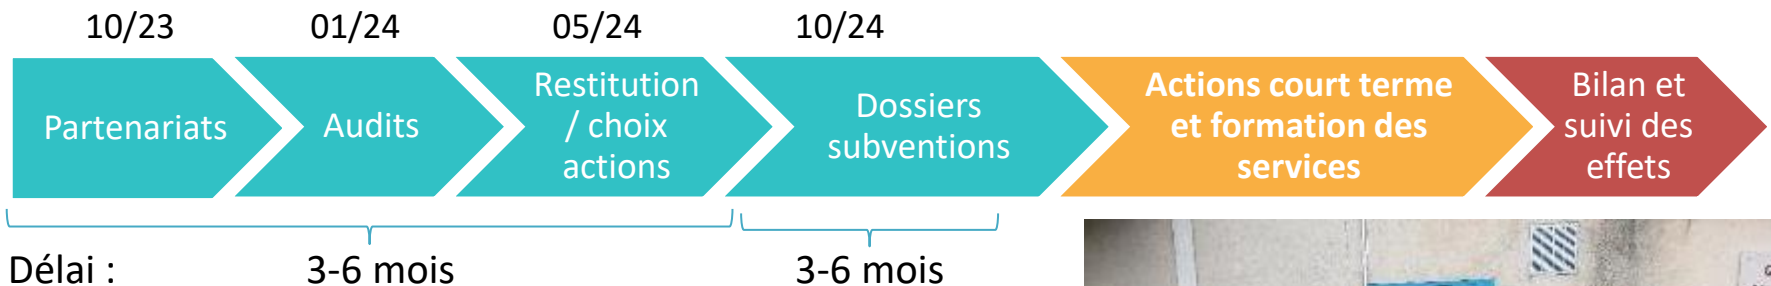 10/23 01/24 05/24 10/24
Partenariats
Audits
Restitution
/ choix
actions
Dossiers
subventions
Actions court terme
et formation des
services
Bilan et
suivi des
effets
Délai : 3-6 mois 3-6 mois